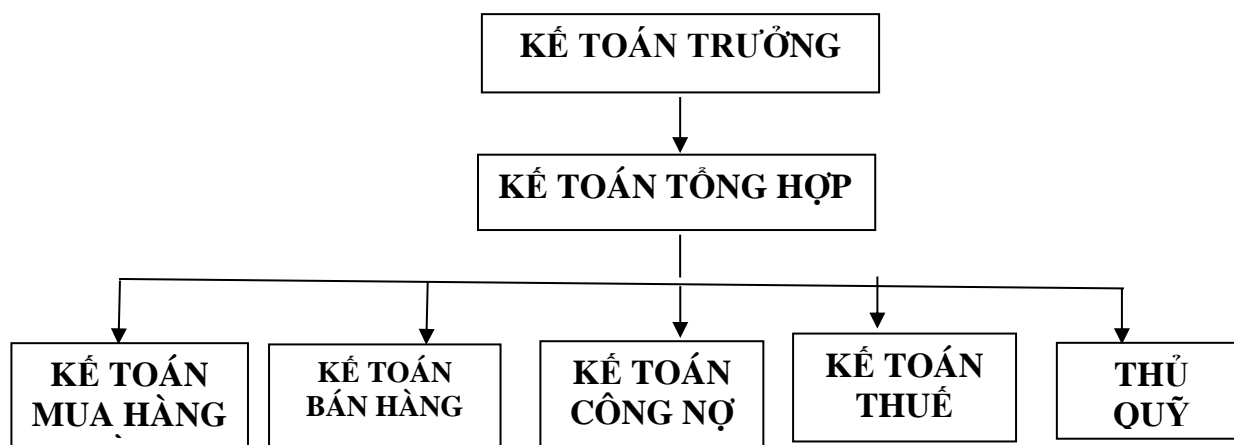 KẾ TOÁN TRƯỞNG
KẾ TOÁN TỔNG HỢP
KẾ TOÁN
MUA HÀNG
KẾ TOÁN
BÁN HÀNG
KẾ TOÁN
CÔNG NỢ
KẾ TOÁN
THUẾ
THỦ
QUỸ